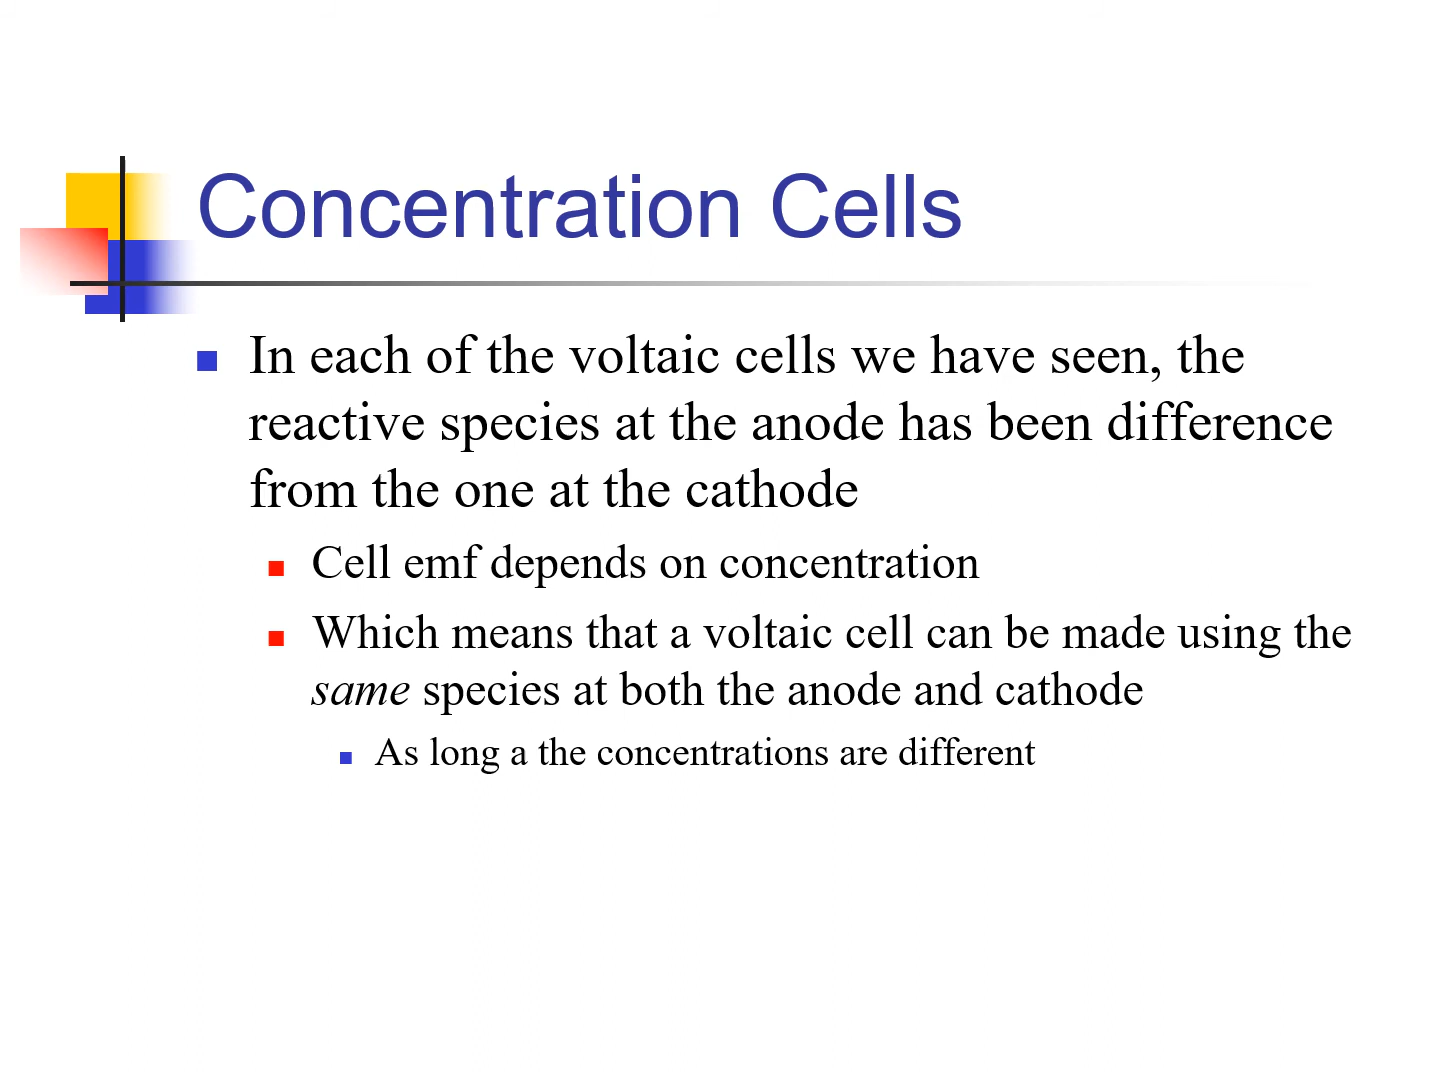 Concentration Cells
In each of the voltaic cells we have seen, the
reactive species at the anode has been difference
from the one at the cathode
Cell emf depends on concentration
Which means that a voltaic cell can be made using the
same species at both the anode and cathode
As long a the concentrations are different